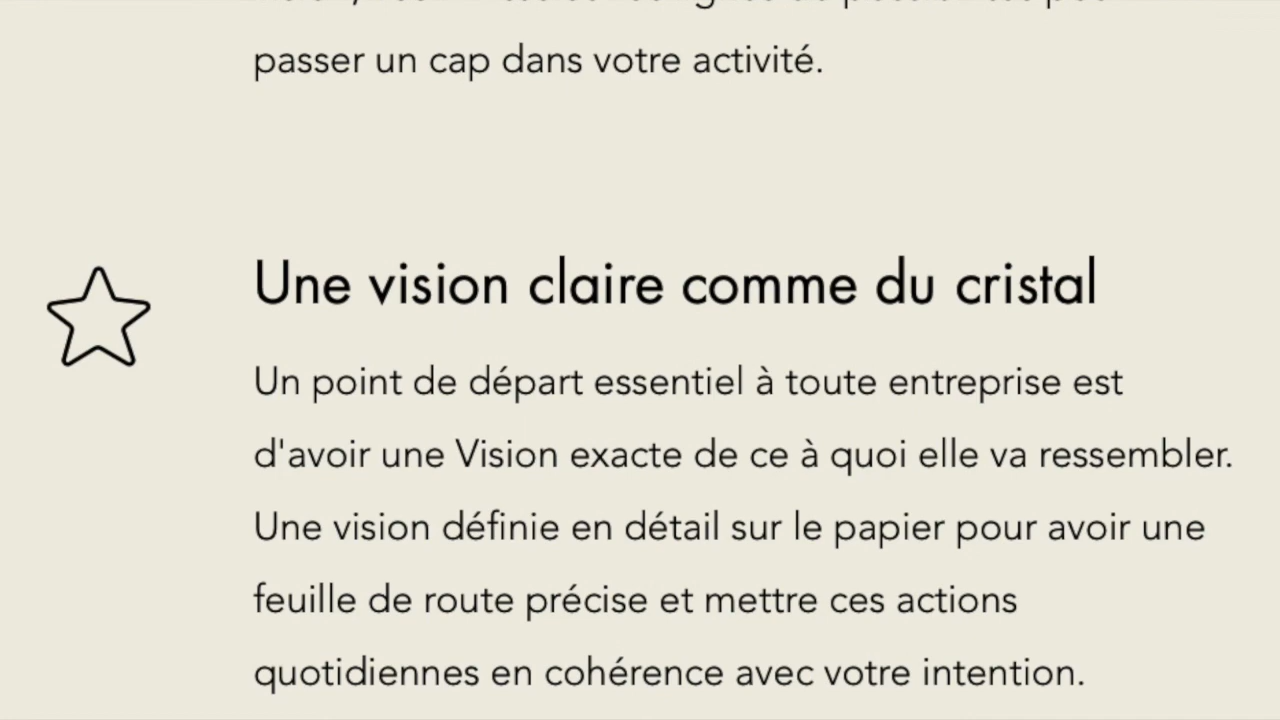 passer un cap dans votre activité.
Une vision claire comme du cristal
Un point de départ essentiel à toute entreprise est
d'avoir une Vision exacte de ce à quoi elle va ressembler.
Une vision définie en détail sur le papier pour avoir une
feuille de route précise et mettre ces actions
quotidiennes en cohérence avec votre intention.